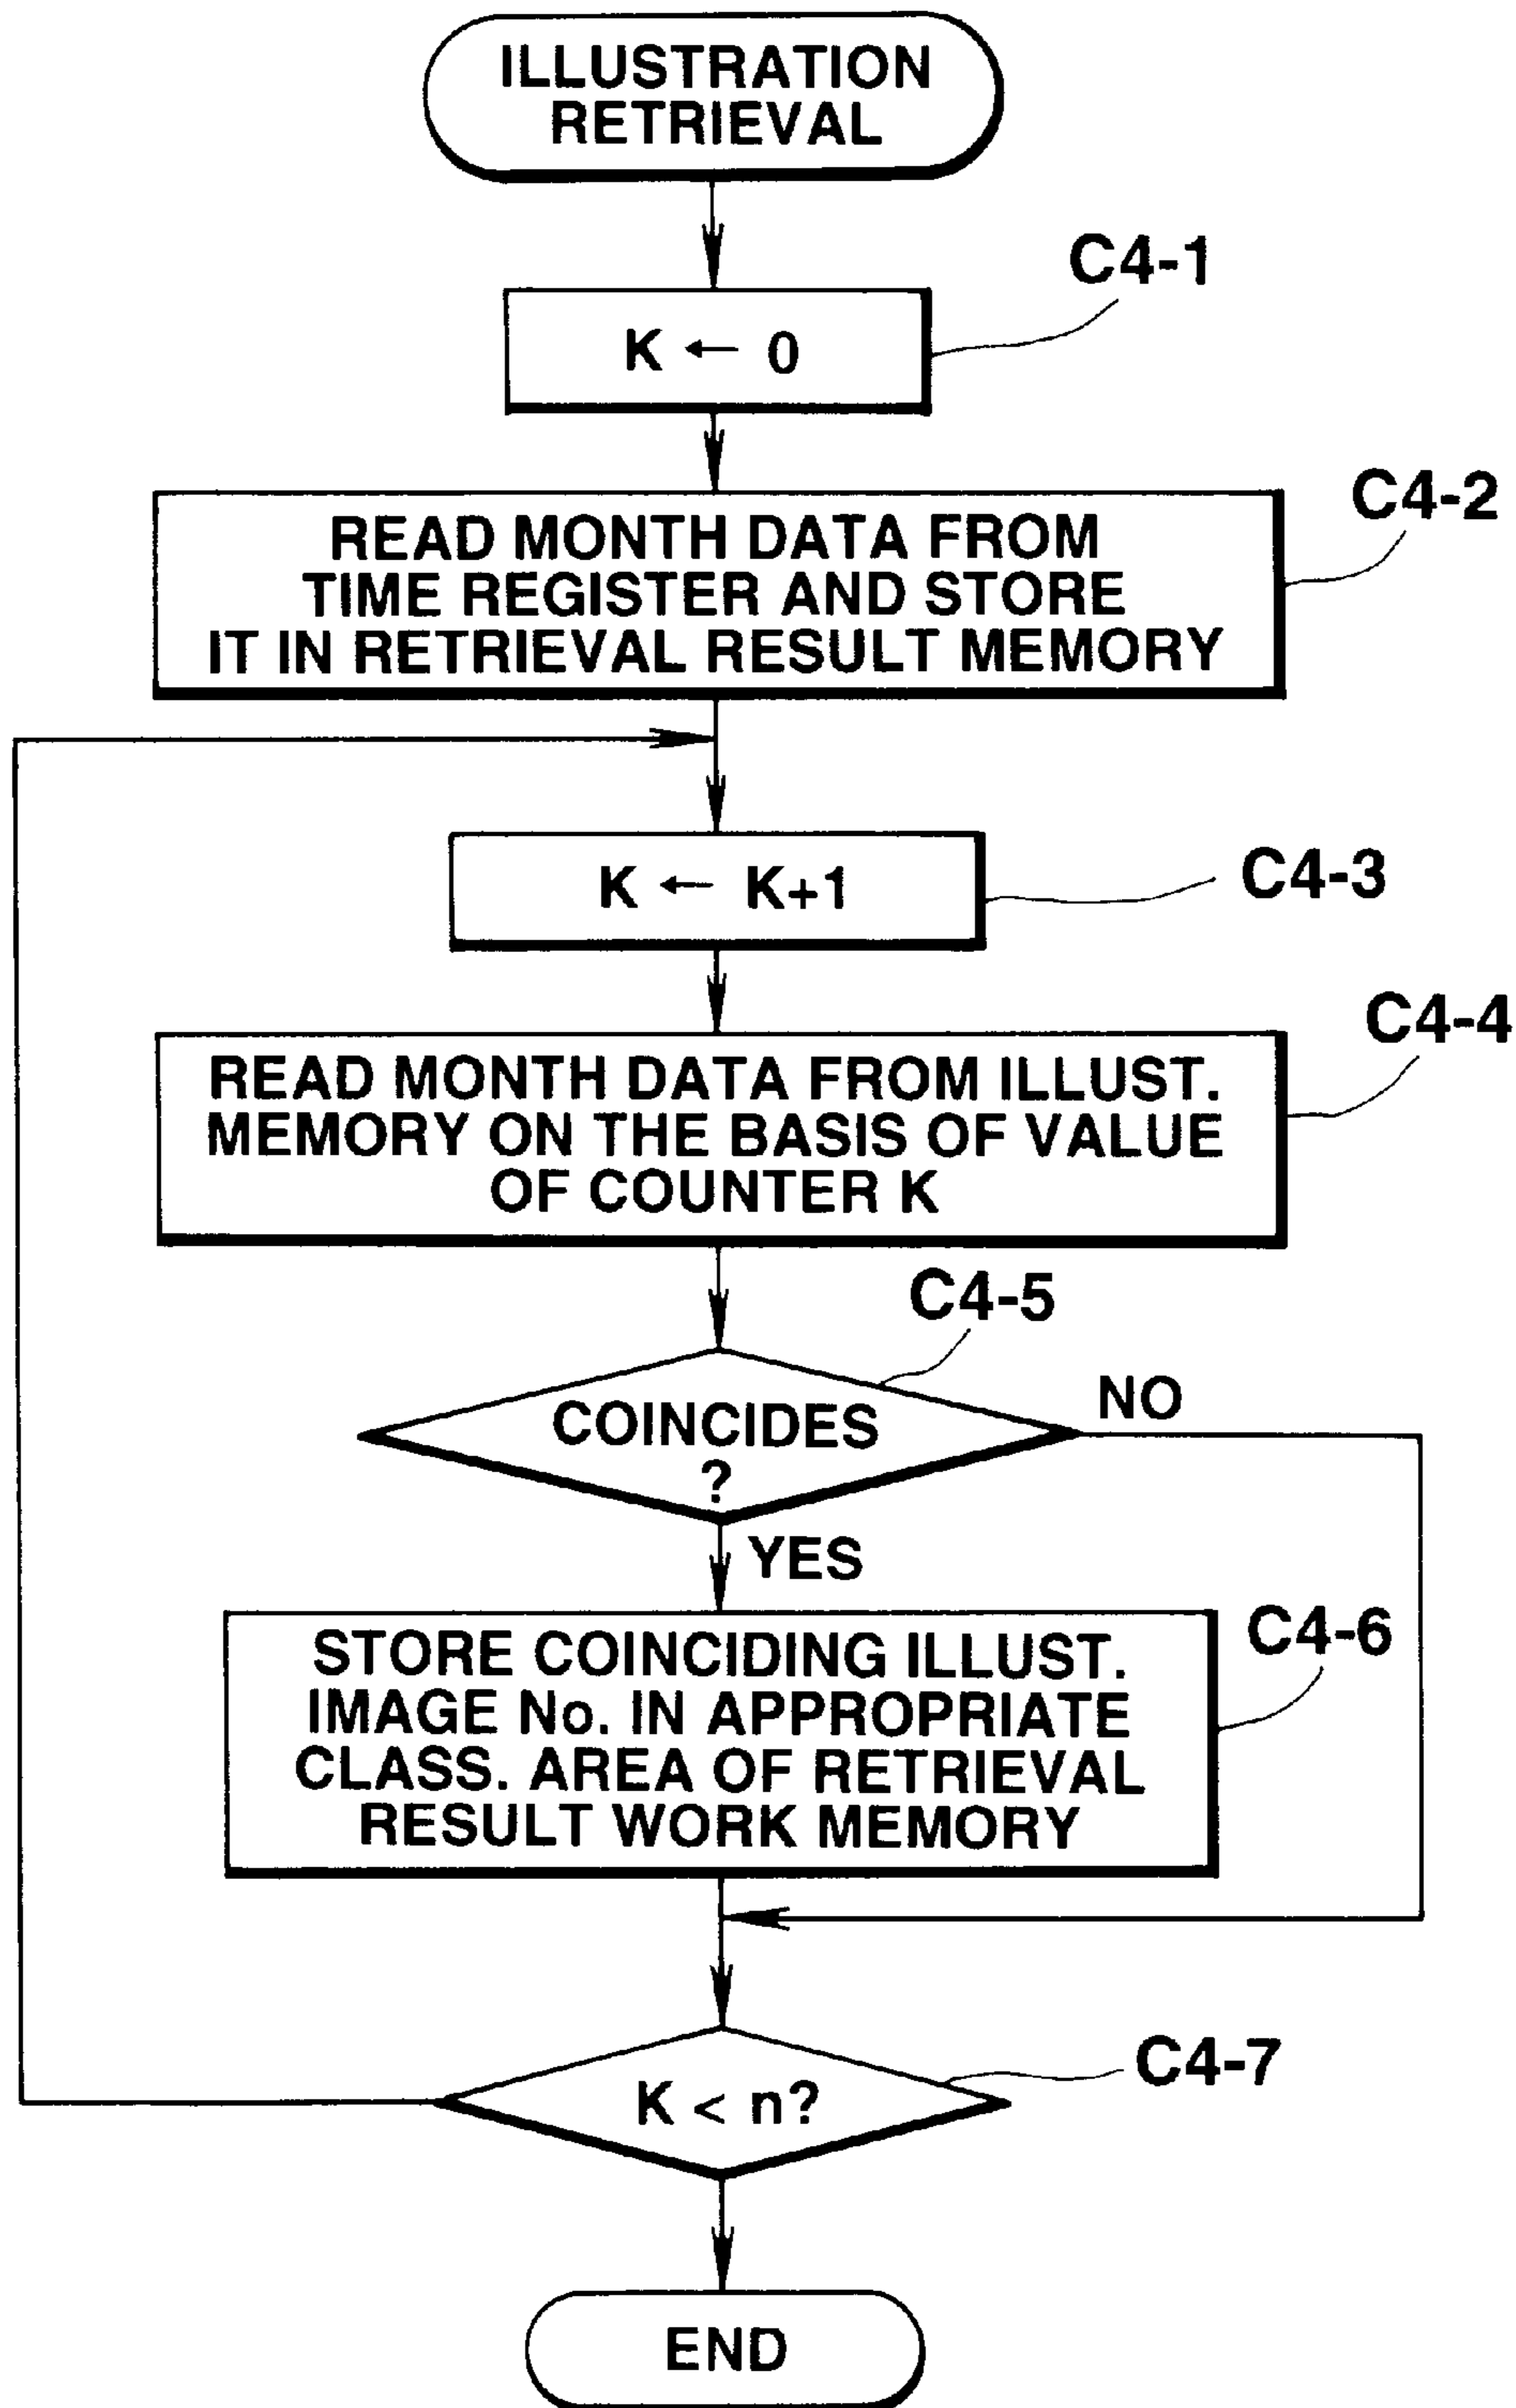 ILLUSTRATION
RETRIEVAL
C4-1
K ← 0
C4-2
READ MONTH DATA FROM
TIME REGISTER AND STORE
IT IN RETRIEVAL RESULT MEMORY
C4-3
K ← K+1
C4-4
READ MONTH DATA FROM ILLUST.
MEMORY ON THE BASIS OF VALUE
OF COUNTER K
C4-5
COINCIDES
?
NO
YES
C4-6
STORE COINCIDING ILLUST.
IMAGE No. IN APPROPRIATE
CLASS. AREA OF RETRIEVAL
RESULT WORK MEMORY
C4-7
K < n?
END